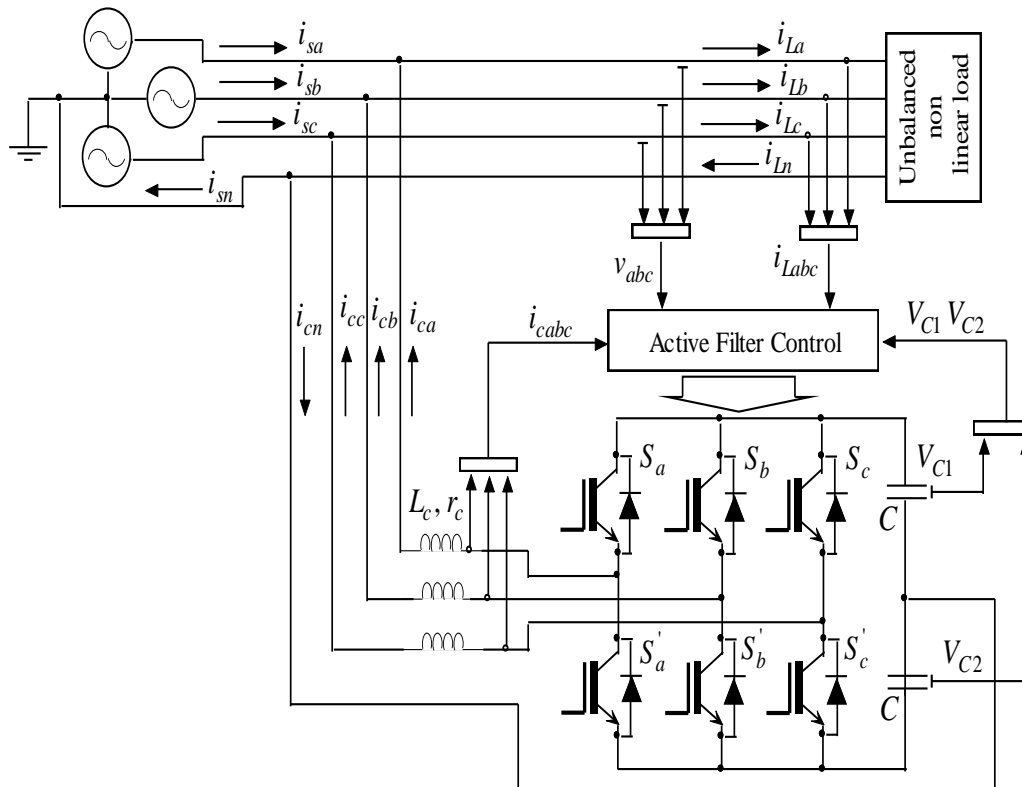 i_sa
i_La
i_sb
i_Lb
i_sc
i_Lc
i_sn
i_Ln
Unbalanced
non
linear load
v_abc
i_Labc
i_cn
i_cc
i_cb
i_ca
i_cabc
Active Filter Control
V_C1 V_C2
S_a
S_b
S_c
V_C1
C
L_c, r_c
S'_a
S'_b
S'_c
V_C2
C